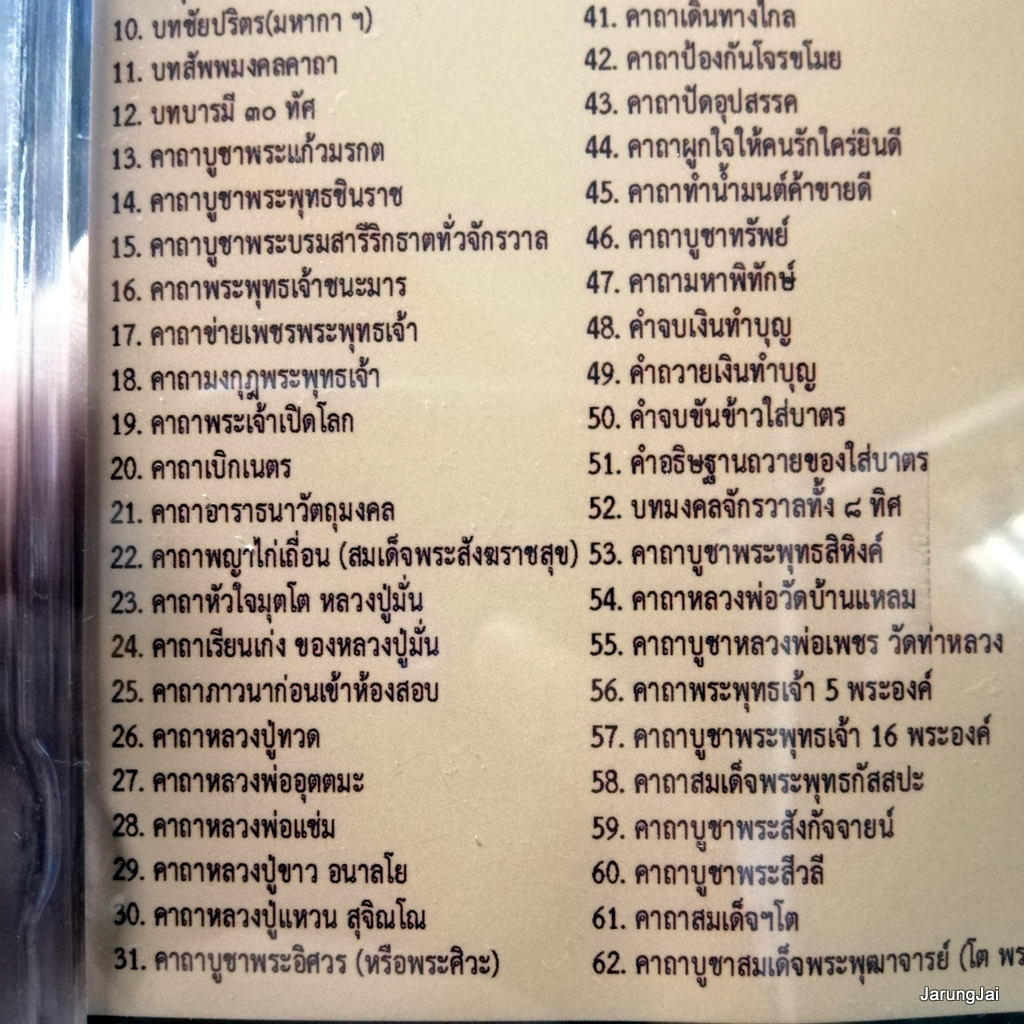 10. บทชัยปริตร(มหากา ฯ)
11. บทสัพพมงคลคาถา
12. บทบารมี ๓๐ ทัศ
13. คาถาบูชาพระแก้วมรกต
14. คาถาบูชาพระพุทธชินราช
15. คาถาบูชาพระบรมสารีริกธาตทั่วจักรวาล
16. คาถาพระพุทธเจ้าชนะมาร
17. คาถาข่ายเพชรพระพุทธเจ้า
18. คาถามงกุฎพระพุทธเจ้า
19. คาถาพระเจ้าเปิดโลก
20. คาถาเบิกเนตร
21. คาถาอาราธนาวัตถุมงคล
22. คาถาพญาไก่เถื่อน (สมเด็จพระสังฆราชสุข)
23. คาถาหัวใจมุตโต หลวงปู่มั่น
24. คาถาเรียนเก่ง ของหลวงปู่มั่น
25. คาถาภาวนาก่อนเข้าห้องสอบ
26. คาถาหลวงปู่ทวด
27. คาถาหลวงพ่ออุตตมะ
28. คาถาหลวงพ่อแช่ม
29. คาถาหลวงปู่ขาว อนาลโย
30. คาถาหลวงปู่แหวน สุจิณโณ
31. คาถาบูชาพระอิศวร (หรือพระศิวะ)
41. คาถาเดินทางไกล
42. คาถาป้องกันโจรขโมย
43. คาถาปัดอุปสรรค
44. คาถาผูกใจให้คนรักใคร่ยินดี
45. คาถาทำน้ำมนต์ค้าขายดี
46. คาถาบูชาทรัพย์
47. คาถามหาพิทักษ์
48. คำจบเงินทำบุญ
49. คำถวายเงินทำบุญ
50. คำจบขันข้าวใส่บาตร
51. คำอธิษฐานถวายของใส่บาตร
52. บทมงคลจักรวาลทั้ง ๘ ทิศ
53. คาถาบูชาพระพุทธสิหิงค์
54. คาถาหลวงพ่อวัดบ้านแหลม
55. คาถาบูชาหลวงพ่อเพชร วัดท่าหลวง
56. คาถาพระพุทธเจ้า 5 พระองค์
57. คาถาบูชาพระพุทธเจ้า 16 พระองค์
58. คาถาสมเด็จพระพุทธกัสสปะ
59. คาถาบูชาพระสังกัจจายน์
60. คาถาบูชาพระสีวลี
61. คาถาสมเด็จฯโต
62. คาถาบูชาสมเด็จพระพุฒาจารย์ (โต พร
JarungJai